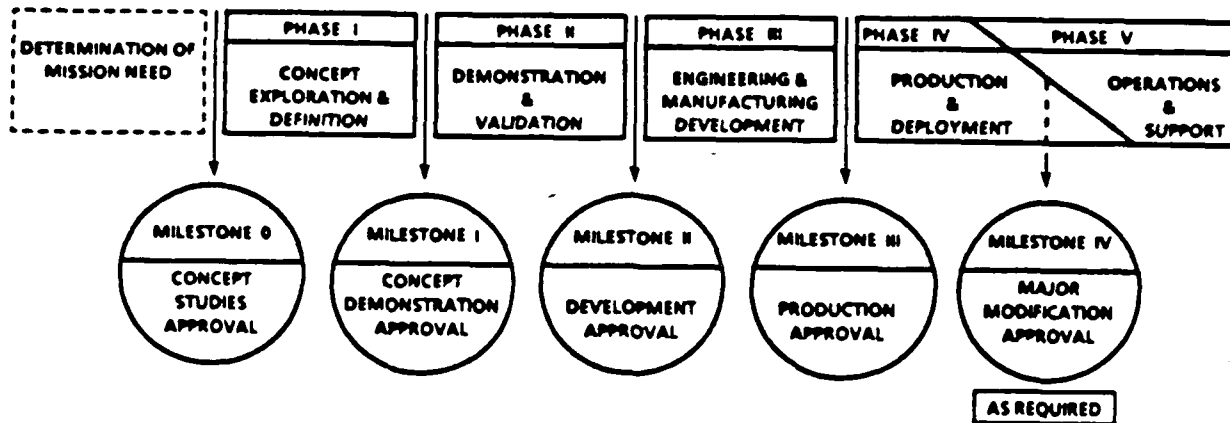 DETERMINATION OF
MISSION NEED
PHASE I
CONCEPT
EXPLORATION &
DEFINITION
PHASE II
DEMONSTRATION
&
VALIDATION
PHASE III
ENGINEERING &
MANUFACTURING
DEVELOPMENT
PHASE IV
PRODUCTION
&
DEPLOYMENT
PHASE V
OPERATIONS
&
SUPPORT
MILESTONE 0
CONCEPT
STUDIES
APPROVAL
MILESTONE I
CONCEPT
DEMONSTRATION
APPROVAL
MILESTONE II
DEVELOPMENT
APPROVAL
MILESTONE III
PRODUCTION
APPROVAL
MILESTONE IV
MAJOR
MODIFICATION
APPROVAL
AS REQUIRED